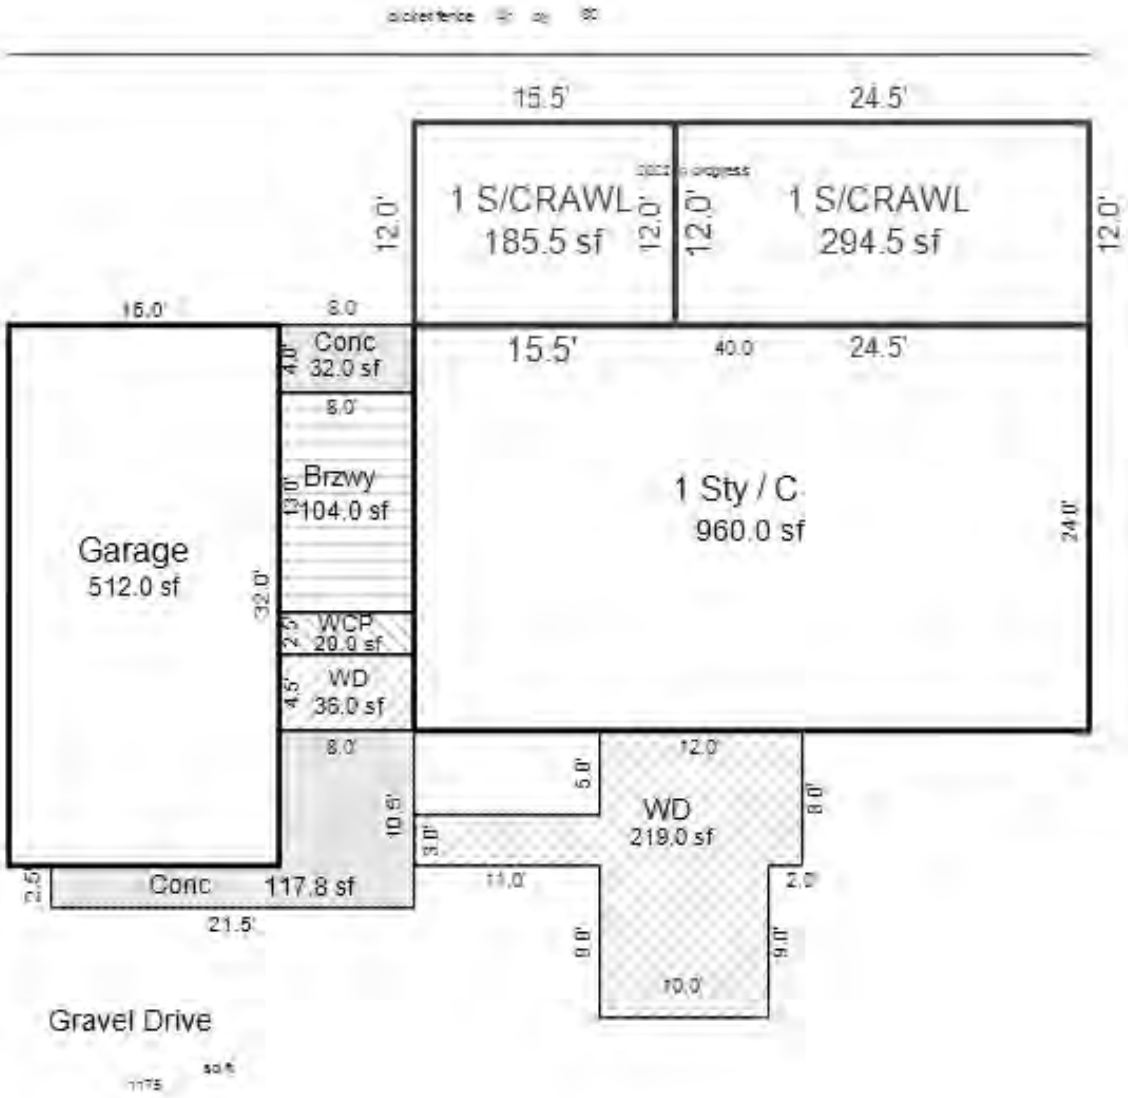 15.5' 24.5'
1 S/CRAWL 1 S/CRAWL
185.5 sf 294.5 sf
12.0' 12.0' 12.0' 12.0'
16.0' 8.0'
Conc
32.0 sf
4.0'
15.5' 40.0 24.5'
8.0'
Brzwy
104.0 sf
13.0'
1 Sty / C
960.0 sf
24.0'
Garage
512.0 sf
32.0'
WCP
20.0 sf
2.5'
WD
36.0 sf
4.5'
8.0' 12.0'
5.0' 8.0'
WD
219.0 sf
10.5' 3.0'
2.5' Conc 117.8 sf 11.0' 2.0'
21.5'
9.0' 9.0'
10.0'
Gravel Drive
sq ft
1175